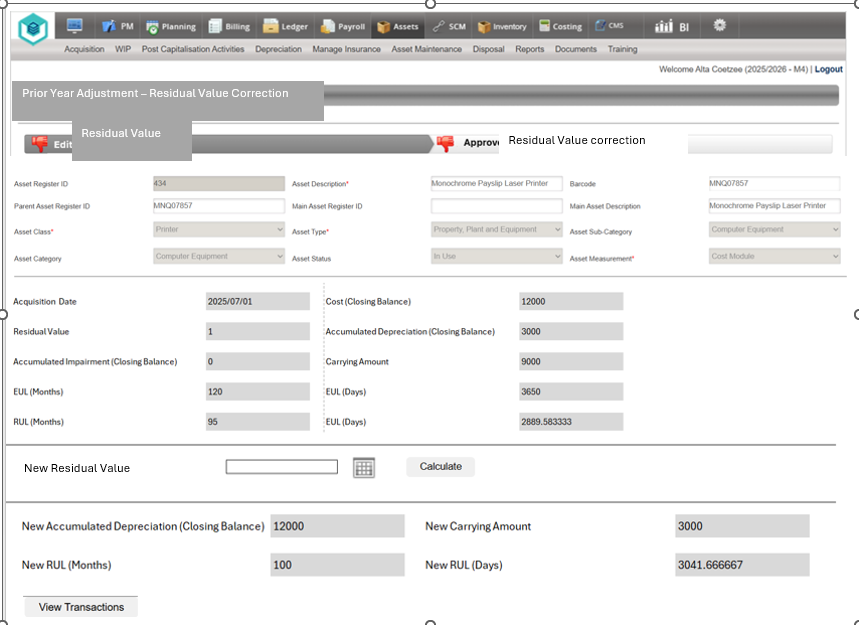 PM Planning Billing Ledger Payroll Assets SCM Inventory Costing CMS BI
Acquisition WIP Post Capitalisation Activities Depreciation Manage Insurance Asset Maintenance Disposal Reports Documents Training
Welcome Alta Coetzee (2025/2026 - M4) | Logout
Prior Year Adjustment – Residual Value Correction
Residual Value
Edit Approve Residual Value correction
Asset Register ID 434 Asset Description* Monochrome Payslip Laser Printer Barcode MNQ07857
Parent Asset Register ID MNQ07857 Main Asset Register ID Main Asset Description Monochrome Payslip Laser Printer
Asset Class* Printer Asset Type* Property, Plant and Equipment Asset Sub-Category Computer Equipment
Asset Category Computer Equipment Asset Status In Use Asset Measurement* Cost Module
Acquisition Date 2025/07/01 Cost (Closing Balance) 12000
Residual Value 1 Accumulated Depreciation (Closing Balance) 3000
Accumulated Impairment (Closing Balance) 0 Carrying Amount 9000
EUL (Months) 120 EUL (Days) 3650
RUL (Months) 95 EUL (Days) 2889.583333
New Residual Value Calculate
New Accumulated Depreciation (Closing Balance) 12000 New Carrying Amount 3000
New RUL (Months) 100 New RUL (Days) 3041.666667
View Transactions